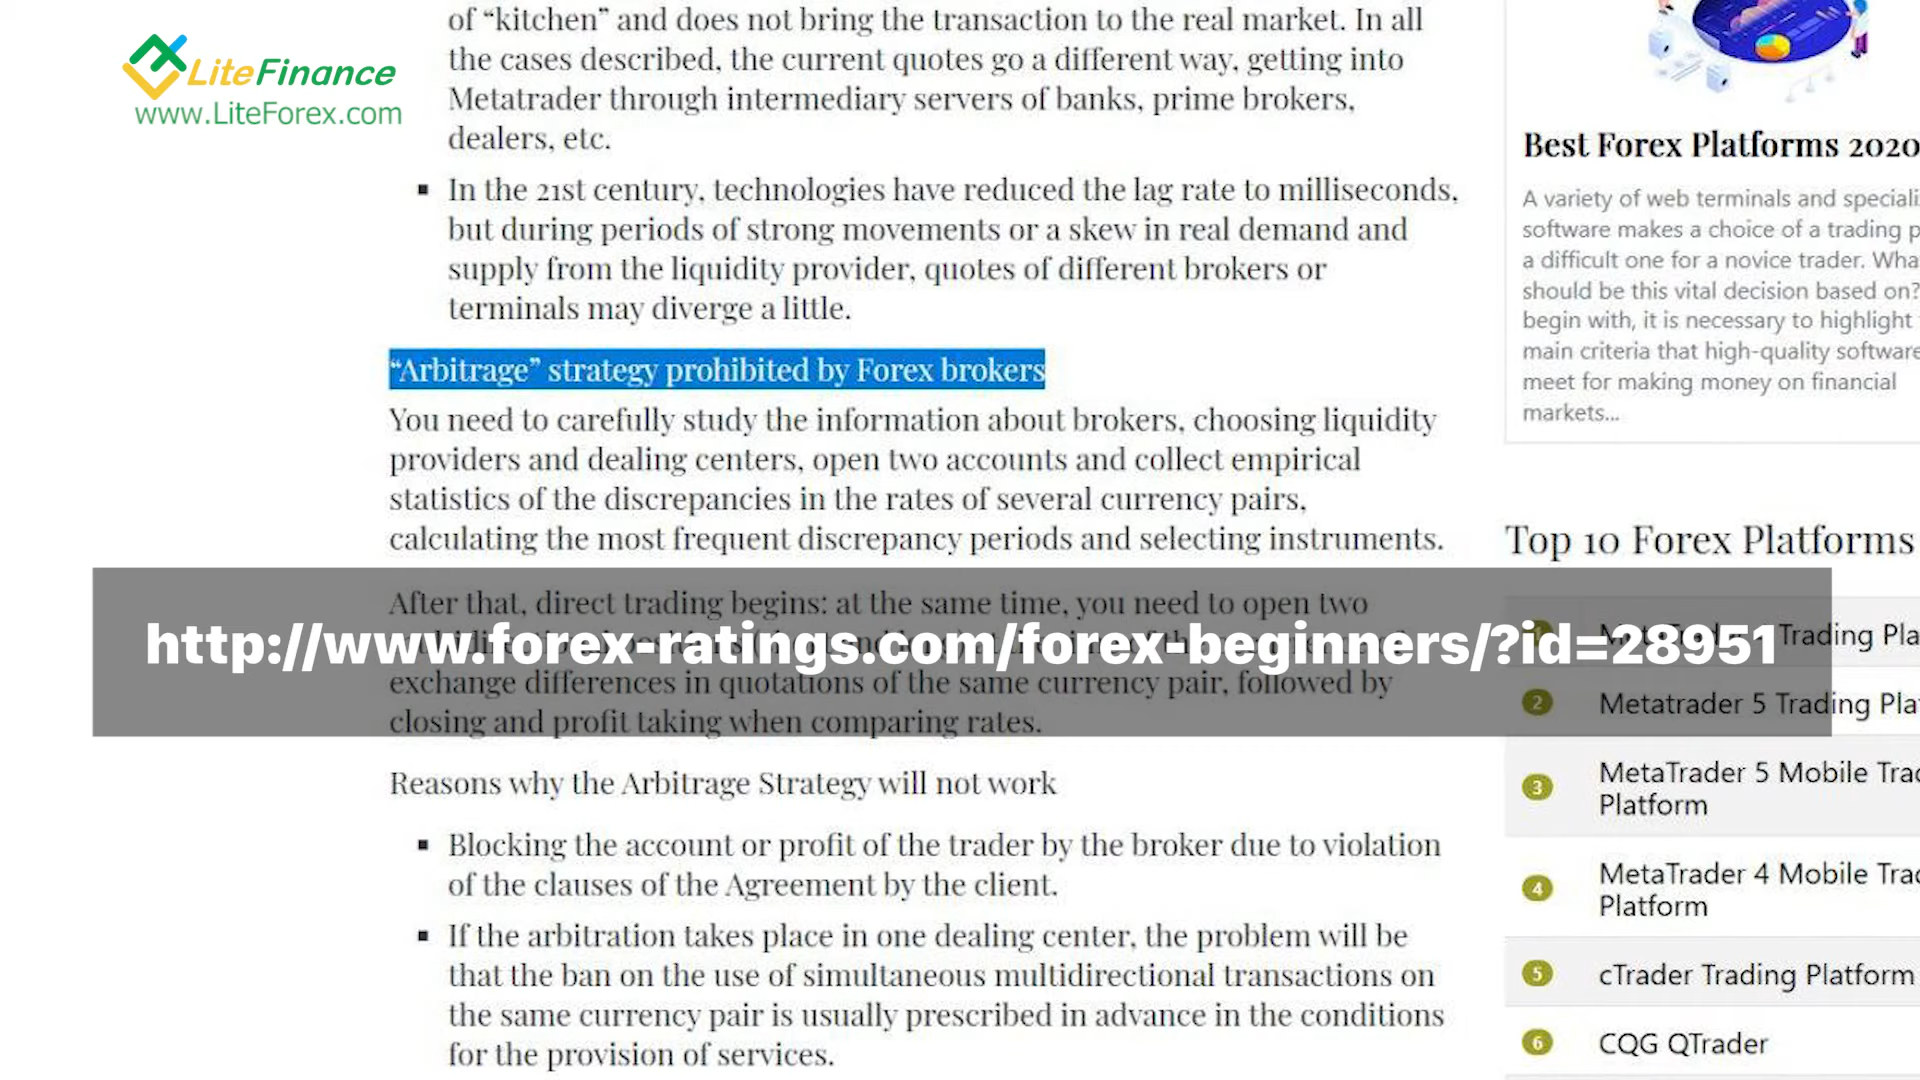 LiteFinance
www.LiteForex.com
of “kitchen” and does not bring the transaction to the real market. In all
the cases described, the current quotes go a different way, getting into
Metatrader through intermediary servers of banks, prime brokers,
dealers, etc.
▪ In the 21st century, technologies have reduced the lag rate to milliseconds,
but during periods of strong movements or a skew in real demand and
supply from the liquidity provider, quotes of different brokers or
terminals may diverge a little.
“Arbitrage” strategy prohibited by Forex brokers
You need to carefully study the information about brokers, choosing liquidity
providers and dealing centers, open two accounts and collect empirical
statistics of the discrepancies in the rates of several currency pairs,
calculating the most frequent discrepancy periods and selecting instruments.
After that, direct trading begins: at the same time, you need to open two
http://www.forex-ratings.com/forex-beginners/?id=28951
exchange differences in quotations of the same currency pair, followed by
closing and profit taking when comparing rates.
Reasons why the Arbitrage Strategy will not work
▪ Blocking the account or profit of the trader by the broker due to violation
of the clauses of the Agreement by the client.
▪ If the arbitration takes place in one dealing center, the problem will be
that the ban on the use of simultaneous multidirectional transactions on
the same currency pair is usually prescribed in advance in the conditions
for the provision of services.
Best Forex Platforms 2020
A variety of web terminals and speciali
software makes a choice of a trading p
a difficult one for a novice trader. Wha
should be this vital decision based on?
begin with, it is necessary to highlight
main criteria that high-quality software
meet for making money on financial
markets...
Top 10 Forex Platforms
Trading Pla
2 Metatrader 5 Trading Pla
3 MetaTrader 5 Mobile Trad
Platform
4 MetaTrader 4 Mobile Trad
Platform
5 cTrader Trading Platform
6 CQG QTrader